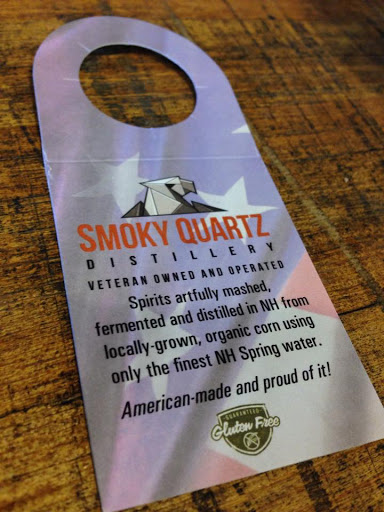 SMOKY QUARTZ
DISTILLERY
VETERAN OWNED AND OPERATED
Spirits artfully mashed,
fermented and distilled in NH from
locally-grown, organic corn using
only the finest NH Spring water.
American-made and proud of it!
GUARANTEED
Gluten Free